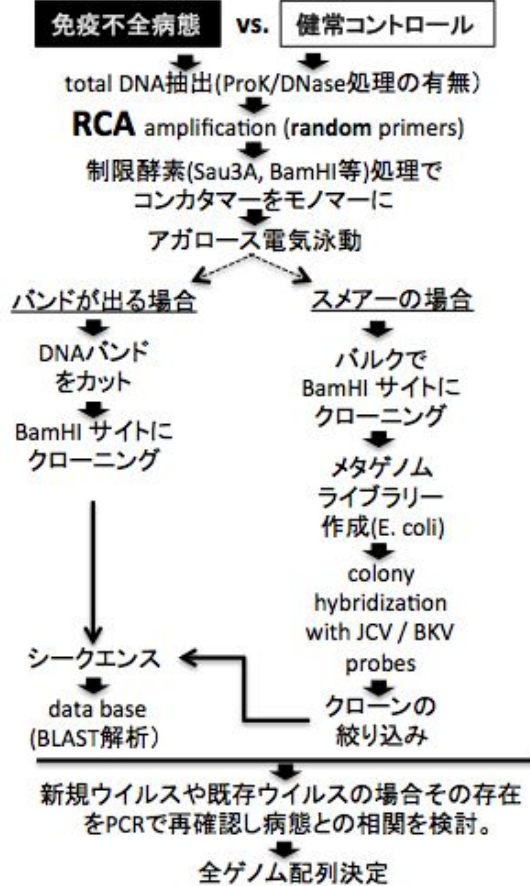 免疫不全病態 vs. 健常コントロール
total DNA抽出(ProK/DNase処理の有無）
RCA amplification (random primers)
制限酵素(Sau3A, BamHI等)処理で
コンカタマーをモノマーに
アガロース電気泳動
バンドが出る場合
DNAバンド
をカット
BamHI サイトに
クローニング
スメアーの場合
バルクで
BamHI サイトに
クローニング
メタゲノム
ライブラリー
作成(E. coli)
colony
hybridization
with JCV / BKV
probes
クローンの
絞り込み
シークエンス
data base
(BLAST解析）
新規ウイルスや既存ウイルスの場合その存在
をPCRで再確認し病態との相関を検討。
全ゲノム配列決定